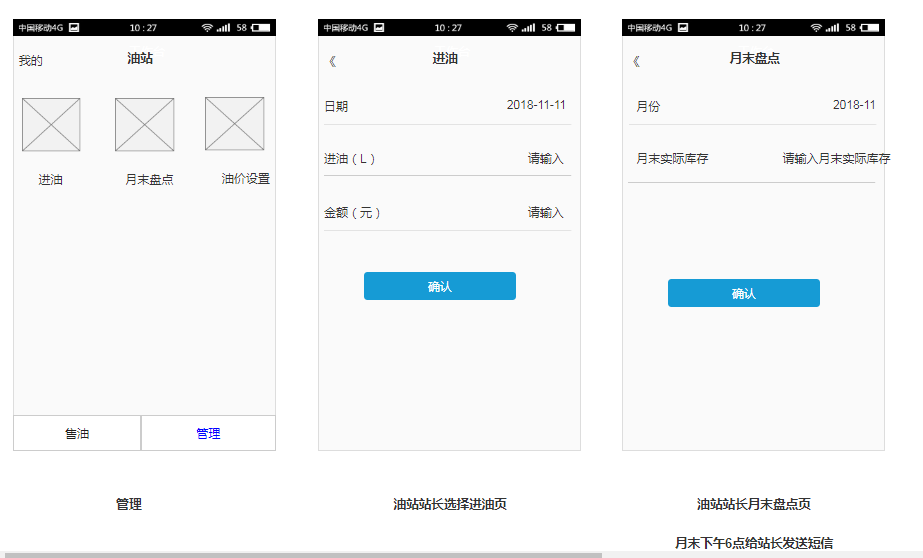 中国移动4G 10 : 27 58
我的 油站
进油 月末盘点 油价设置
售油 管理
管理
中国移动4G 10 : 27 58
《 进油
日期 2018-11-11
进油（L） 请输入
金额（元） 请输入
确认
油站站长选择进油页
中国移动4G 10 : 27 58
《 月末盘点
月份 2018-11
月末实际库存 请输入月末实际库存
确认
油站站长月末盘点页
月末下午6点给站长发送短信